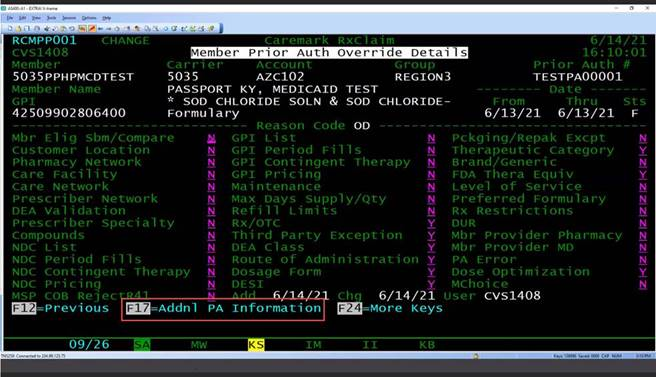 AS400-A1 - EXTRA! X-treme
File Edit View Tools Session Options Help
RCMPP001 CHANGE Caremark RxClaim 6/14/21
CVS1408 Member Prior Auth Override Details 16:10:01
Member Carrier Account Group Prior Auth #
5035PPHPMCDTEST 5035 AZC102 REGION3 TESTPA00001
Member Name PASSPORT KY, MEDICAID TEST -------- Date --------
GPI * SOD CHLORIDE SOLN & SOD CHLORIDE- From Thru Sts
42509902806400 Formulary 6/13/21 6/13/21 F
Reason Code OD
Mbr Elig Sbm/Compare N GPI List N Pckging/Repak Excpt N
Customer Location N GPI Period Fills N Therapeutic Category Y
Pharmacy Network N GPI Contingent Therapy N Brand/Generic N
Care Facility N GPI Pricing N FDA Thera Equiv Y
Care Network N Maintenance N Level of Service N
Prescriber Network N Max Days Supply/Qty N Preferred Formulary N
DEA Validation N Refill Limits N Rx Restrictions N
Prescriber Specialty N Rx/OTC Y DUR N
Compounds N Third Party Exception Y Mbr Provider Pharmacy N
NDC List N DEA Class Y Mbr Provider MD N
NDC Period Fills N Route of Administration Y PA Error N
NDC Contingent Therapy N Dosage Form Y Dose Optimization Y
NDC Pricing N DESI Y MChoice N
MSP COB RejectR41 N Add 6/14/21 Chg 6/14/21 User CVS1408
F12=Previous F17=Addnl PA Information F24=More Keys
09/26 SA MW KS IM II KB